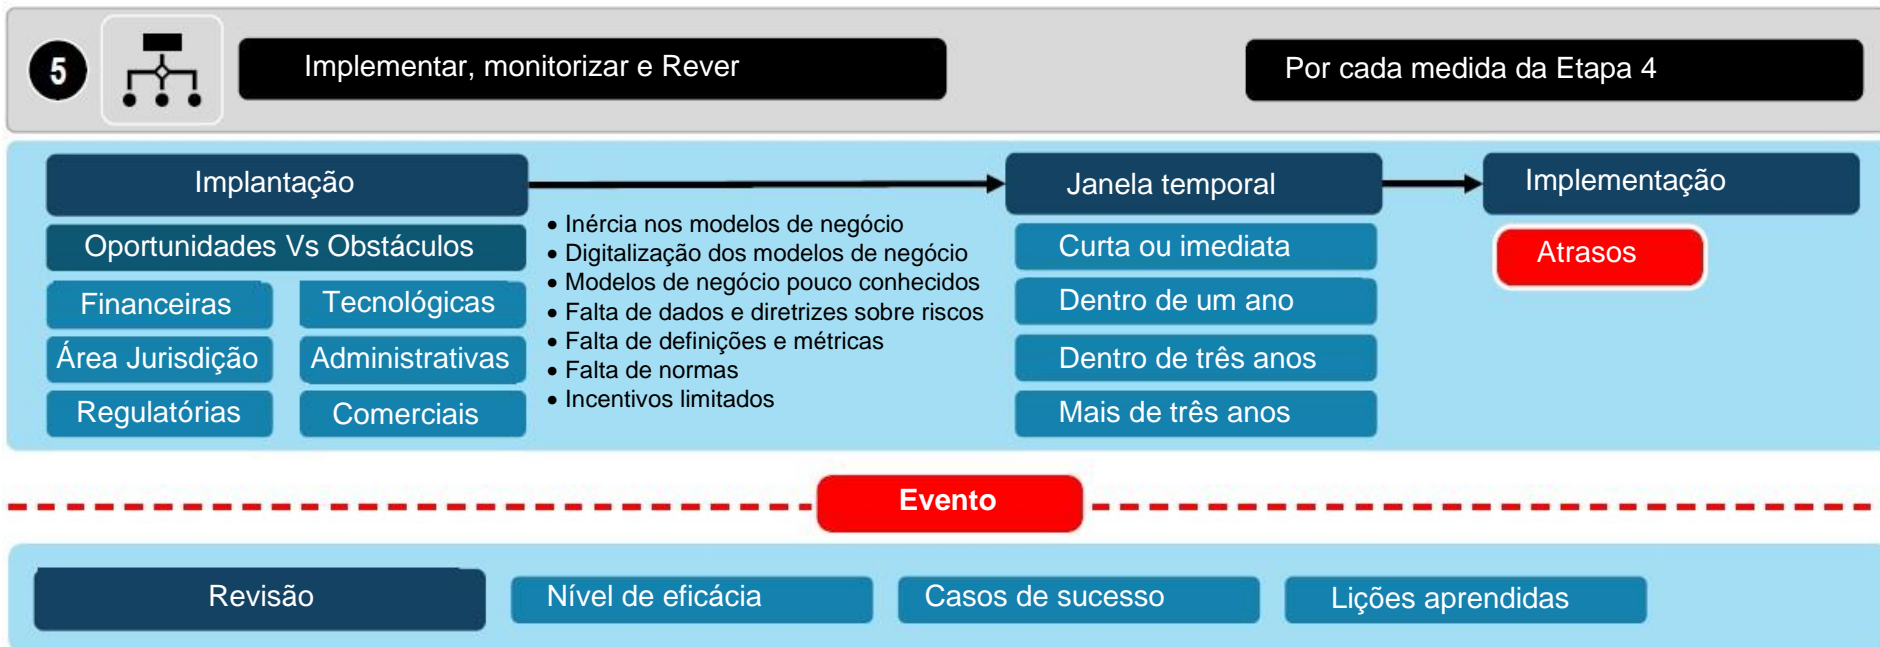 5
Implementar, monitorizar e Rever
Por cada medida da Etapa 4
Implantação
Oportunidades Vs Obstáculos
Financeiras
Tecnológicas
Área Jurisdição
Administrativas
Regulatórias
Comerciais
• Inércia nos modelos de negócio
• Digitalização dos modelos de negócio
• Modelos de negócio pouco conhecidos
• Falta de dados e diretrizes sobre riscos
• Falta de definições e métricas
• Falta de normas
• Incentivos limitados
Janela temporal
Curta ou imediata
Dentro de um ano
Dentro de três anos
Mais de três anos
Implementação
Atrasos
Evento
Revisão
Nível de eficácia
Casos de sucesso
Lições aprendidas